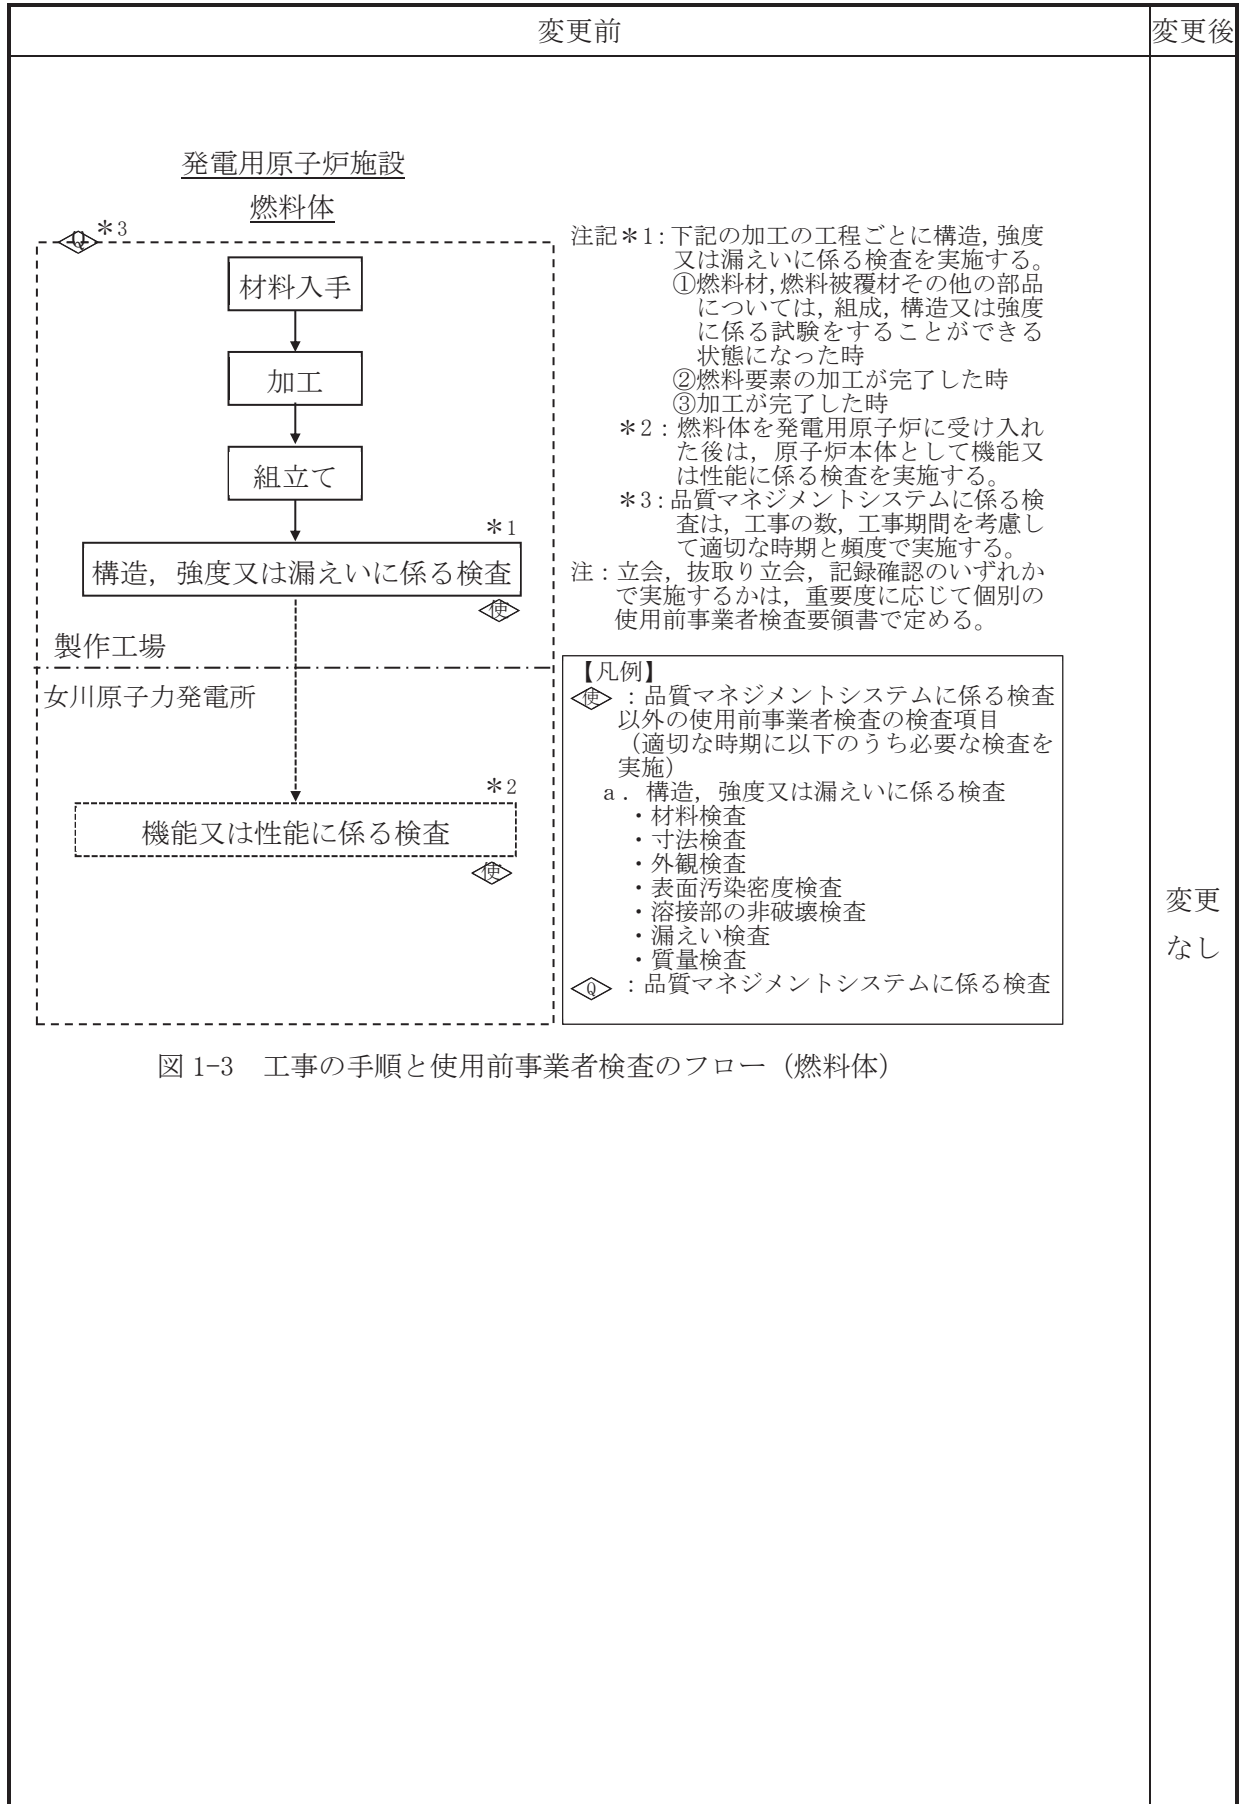 変更前
変更後
発電用原子炉施設
燃料体
Q
＊3
材料入手
加工
組立て
＊1
構造，強度又は漏えいに係る検査
使
製作工場
女川原子力発電所
＊2
機能又は性能に係る検査
使
注記＊1：下記の加工の工程ごとに構造，強度
又は漏えいに係る検査を実施する。
①燃料材，燃料被覆材その他の部品
については，組成，構造又は強度
に係る試験をすることができる
状態になった時
②燃料要素の加工が完了した時
③加工が完了した時
＊2：燃料体を発電用原子炉に受け入れ
た後は，原子炉本体として機能又
は性能に係る検査を実施する。
＊3：品質マネジメントシステムに係る検
査は，工事の数，工事期間を考慮し
て適切な時期と頻度で実施する。
注：立会，抜取り立会，記録確認のいずれか
で実施するかは，重要度に応じて個別の
使用前事業者検査要領書で定める。
【凡例】
使：品質マネジメントシステムに係る検査
以外の使用前事業者検査の検査項目
（適切な時期に以下のうち必要な検査を
実施）
a．構造，強度又は漏えいに係る検査
・材料検査
・寸法検査
・外観検査
・表面汚染密度検査
・溶接部の非破壊検査
・漏えい検査
・質量検査
Q：品質マネジメントシステムに係る検査
図 1-3　工事の手順と使用前事業者検査のフロー（燃料体）
変更
なし